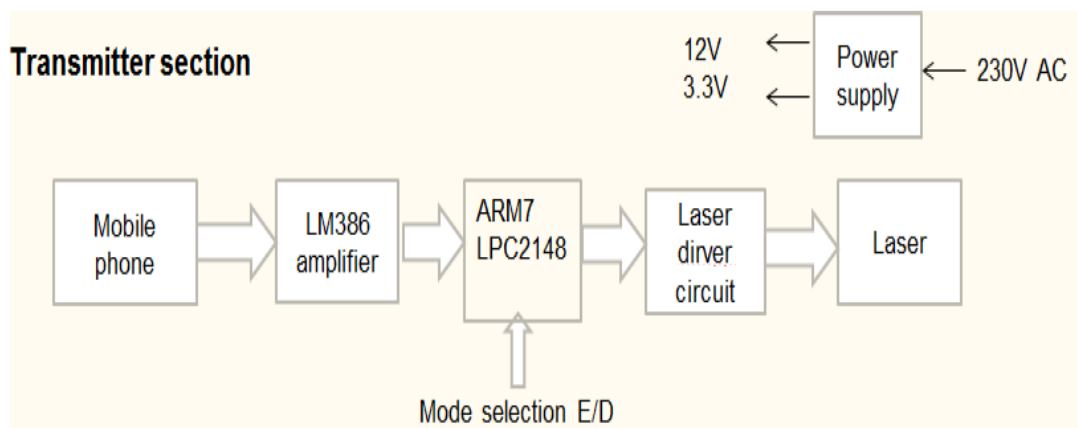 Transmitter section
12V
3.3V
Power
supply
230V AC
Mobile
phone
LM386
amplifier
ARM7
LPC2148
Laser
dirver
circuit
Laser
Mode selection E/D